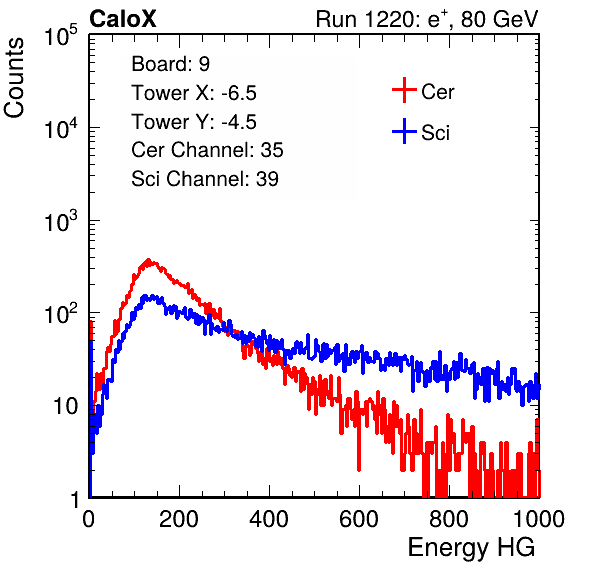 CaloX Run 1220: e⁺, 80 GeV
Counts
Board: 9
Tower X: -6.5
Tower Y: -4.5
Cer Channel: 35
Sci Channel: 39
Cer
Sci
10⁵
10⁴
10³
10²
10
1
0 200 400 600 800 1000
Energy HG